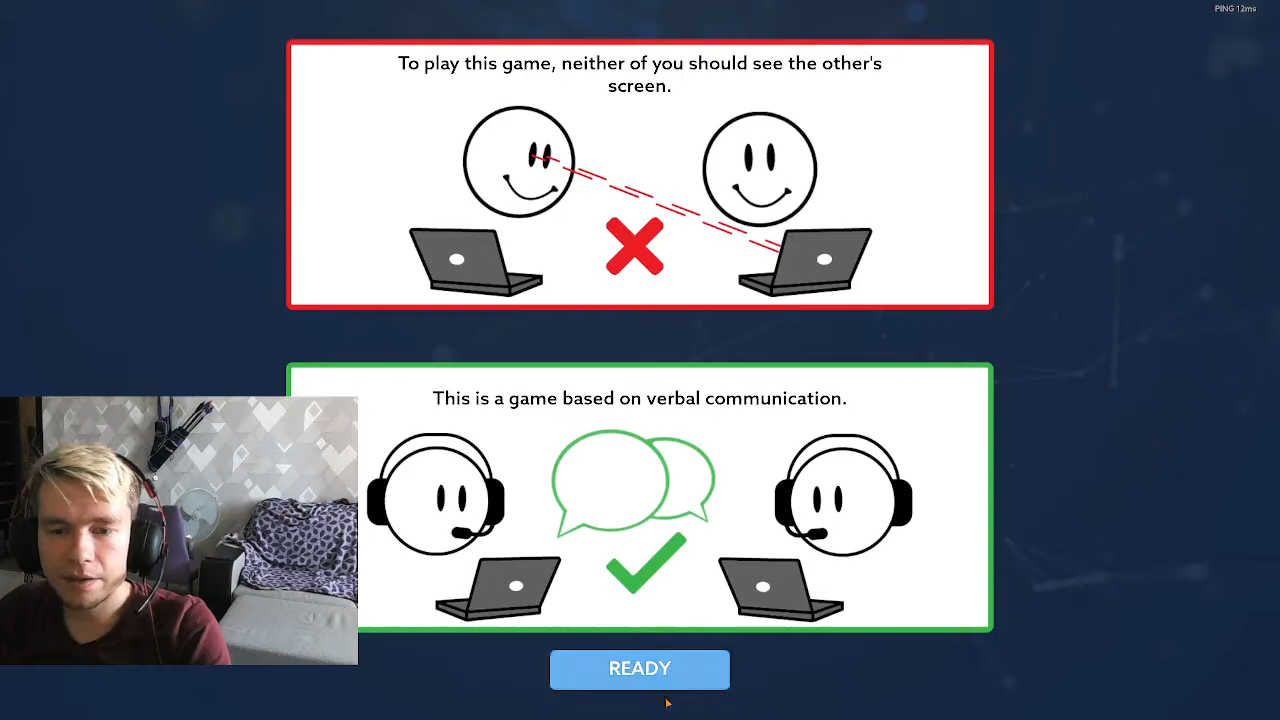 PING 12ms
To play this game, neither of you should see the other's
screen.
This is a game based on verbal communication.
READY